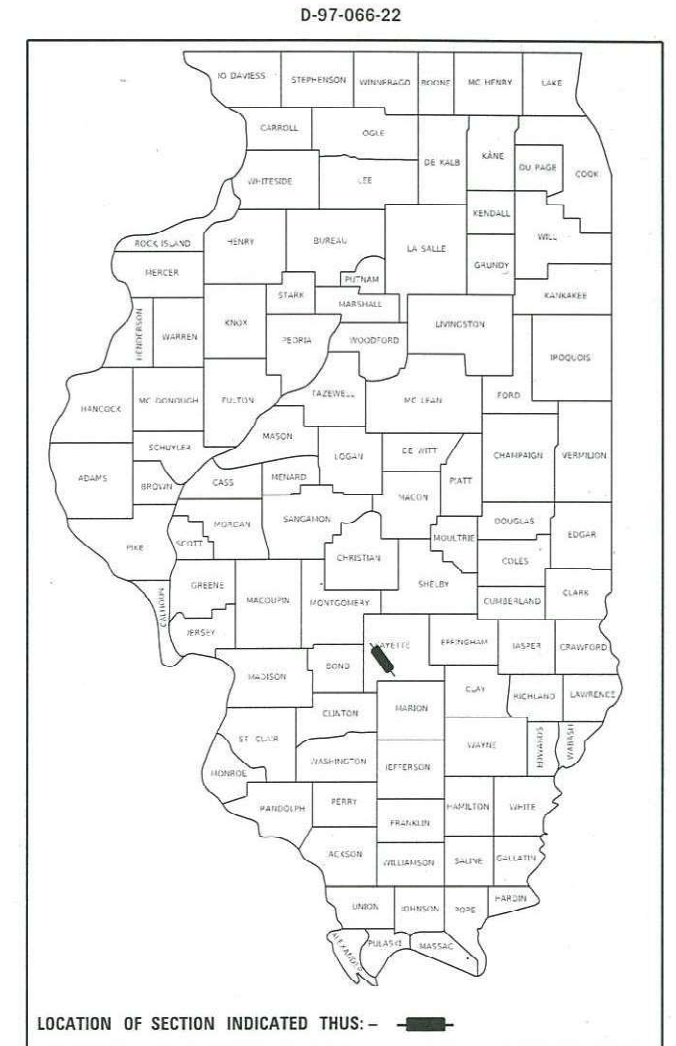 D-97-066-22
JO DAVIESS STEPHENSON WINNEBAGO BOONE MC HENRY LAKE
CARROLL OGLE DE KALB KANE DU PAGE COOK
WHITESIDE LEE
KENDALL
ROCK ISLAND HENRY BUREAU LA SALLE WILL
MERCER PUTNAM GRUNDY
STARK MARSHALL KANKAKEE
HENDERSON WARREN KNOX PEORIA WOODFORD LIVINGSTON IROQUOIS
HANCOCK MC DONOUGH FULTON TAZEWELL MC LEAN FORD
SCHUYLER MASON LOGAN DE WITT CHAMPAIGN VERMILION
ADAMS BROWN CASS MENARD MACON PIATT
PIKE SCOTT MORGAN SANGAMON MOULTRIE DOUGLAS EDGAR
CHRISTIAN COLES
CALHOUN GREENE MACOUPIN MONTGOMERY SHELBY CUMBERLAND CLARK
JERSEY FAYETTE EFFINGHAM JASPER CRAWFORD
MADISON BOND CLAY RICHLAND LAWRENCE
CLINTON MARION
ST CLAIR WAYNE EDWARDS WABASH
MONROE WASHINGTON JEFFERSON
RANDOLPH PERRY FRANKLIN HAMILTON WHITE
JACKSON WILLIAMSON SALINE GALLATIN
UNION JOHNSON POPE HARDIN
ALEXANDER PULASKI MASSAC
LOCATION OF SECTION INDICATED THUS: –